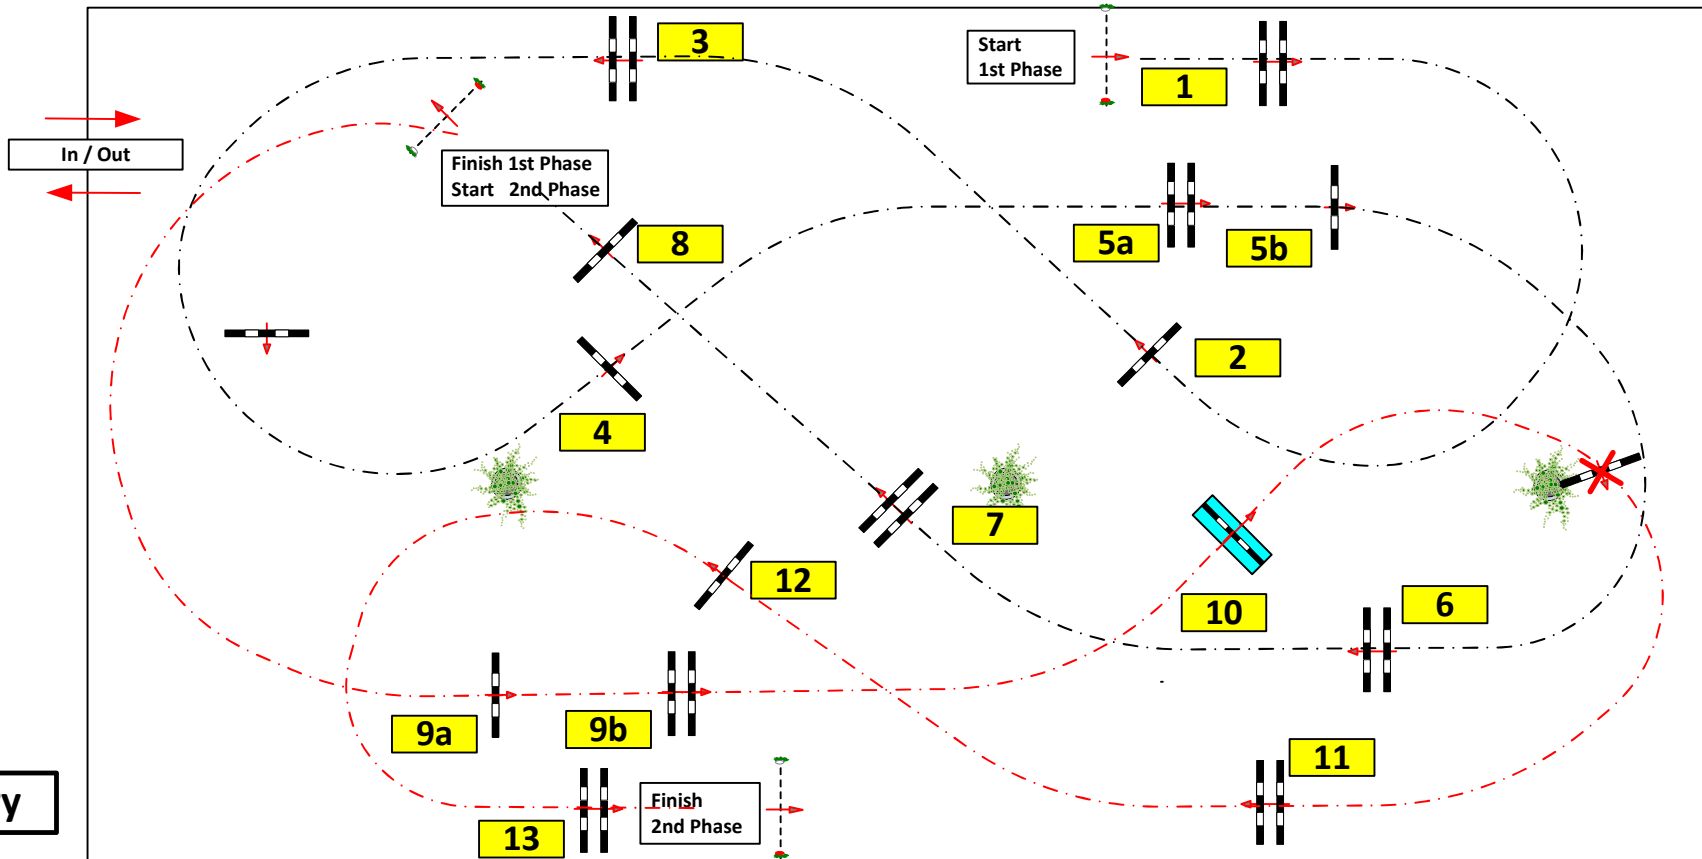 3
Start
1st Phase
1
In / Out
Finish 1st Phase
Start 2nd Phase
8
5a
5b
2
4
7
12
10
6
9a
9b
11
Finish
2nd Phase
13
y